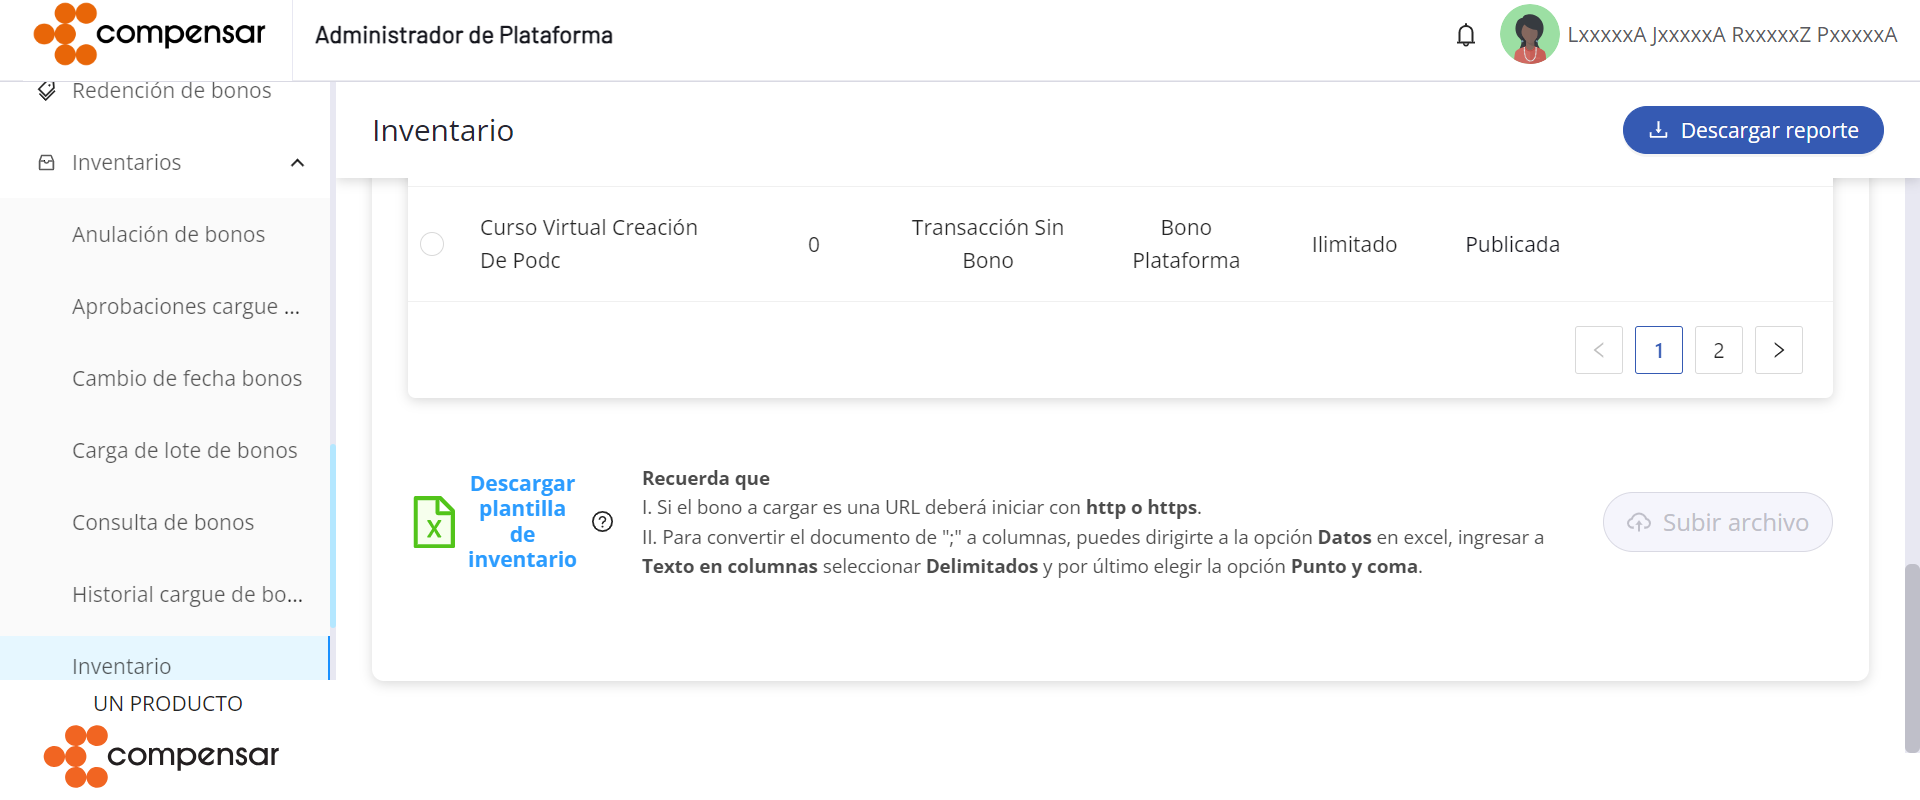 compensar
Administrador de Plataforma
LxxxxxA JxxxxxA RxxxxxZ PxxxxxA
Redención de bonos
Inventarios
Anulación de bonos
Aprobaciones cargue ...
Cambio de fecha bonos
Carga de lote de bonos
Consulta de bonos
Historial cargue de bo...
Inventario
UN PRODUCTO
compensar
Inventario
Descargar reporte
Curso Virtual Creación
De Podc
0
Transacción Sin
Bono
Bono
Plataforma
Ilimitado
Publicada
< 1 2 >
X
Descargar
plantilla
de
inventario
?
Recuerda que
I. Si el bono a cargar es una URL deberá iniciar con http o https.
II. Para convertir el documento de ";" a columnas, puedes dirigirte a la opción Datos en excel, ingresar a
Texto en columnas seleccionar Delimitados y por último elegir la opción Punto y coma.
Subir archivo